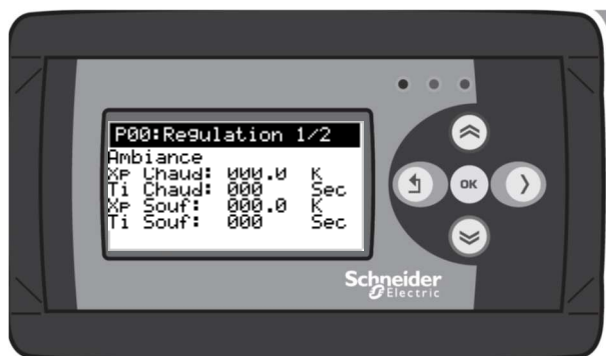 P00:Regulation 1/2
Ambiance
Xp Chaud: 000.0 K
Ti Chaud: 000 Sec
Xp Souf: 000.0 K
Ti Souf: 000 Sec
OK
Schneider
Electric